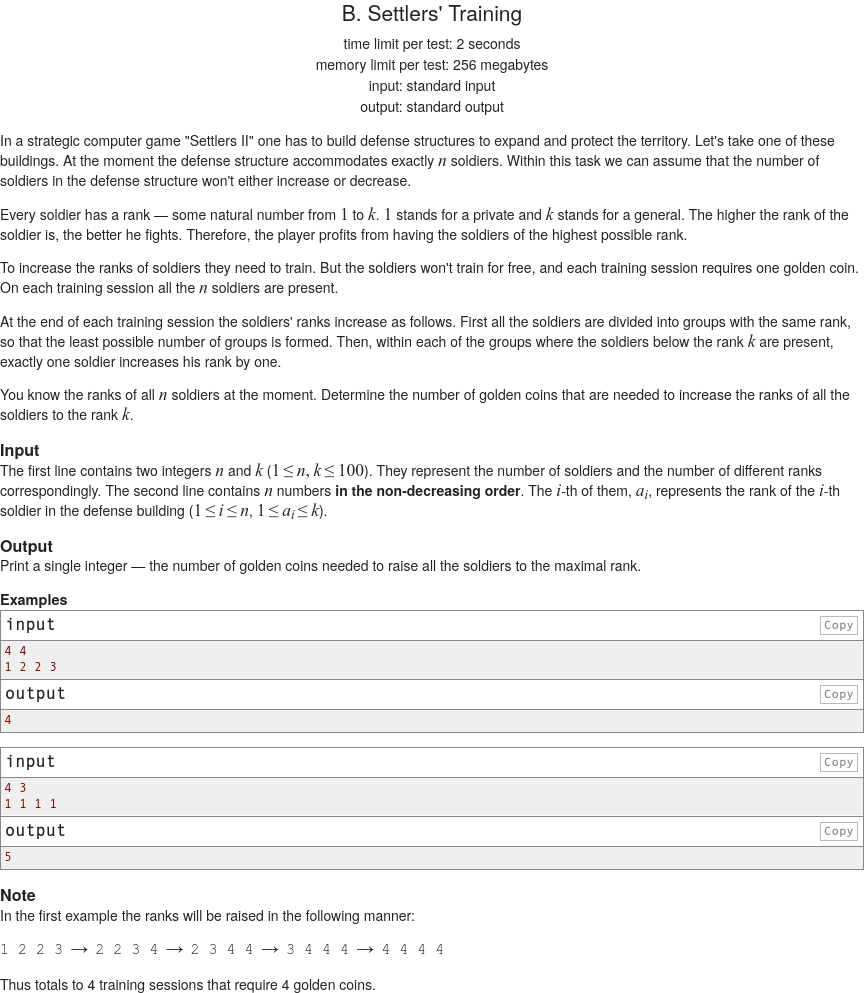 B. Settlers' Training
time limit per test: 2 seconds
memory limit per test: 256 megabytes
input: standard input
output: standard output
In a strategic computer game "Settlers II" one has to build defense structures to expand and protect the territory. Let's take one of these
buildings. At the moment the defense structure accommodates exactly n soldiers. Within this task we can assume that the number of
soldiers in the defense structure won't either increase or decrease.
Every soldier has a rank — some natural number from 1 to k. 1 stands for a private and k stands for a general. The higher the rank of the
soldier is, the better he fights. Therefore, the player profits from having the soldiers of the highest possible rank.
To increase the ranks of soldiers they need to train. But the soldiers won't train for free, and each training session requires one golden coin.
On each training session all the n soldiers are present.
At the end of each training session the soldiers' ranks increase as follows. First all the soldiers are divided into groups with the same rank,
so that the least possible number of groups is formed. Then, within each of the groups where the soldiers below the rank k are present,
exactly one soldier increases his rank by one.
You know the ranks of all n soldiers at the moment. Determine the number of golden coins that are needed to increase the ranks of all the
soldiers to the rank k.
Input
The first line contains two integers n and k (1 ≤ n, k ≤ 100). They represent the number of soldiers and the number of different ranks
correspondingly. The second line contains n numbers in the non-decreasing order. The i-th of them, a_i, represents the rank of the i-th
soldier in the defense building (1 ≤ i ≤ n, 1 ≤ a_i ≤ k).
Output
Print a single integer — the number of golden coins needed to raise all the soldiers to the maximal rank.
Examples
input Copy
4 4
1 2 2 3
output Copy
4
input Copy
4 3
1 1 1 1
output Copy
5
Note
In the first example the ranks will be raised in the following manner:
1 2 2 3 → 2 2 3 4 → 2 3 4 4 → 3 4 4 4 → 4 4 4 4
Thus totals to 4 training sessions that require 4 golden coins.